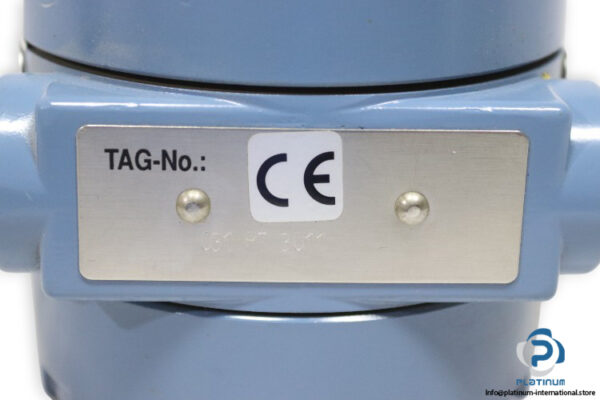 TAG-No.:
CE
PLATINUM
info@platinum-international.store